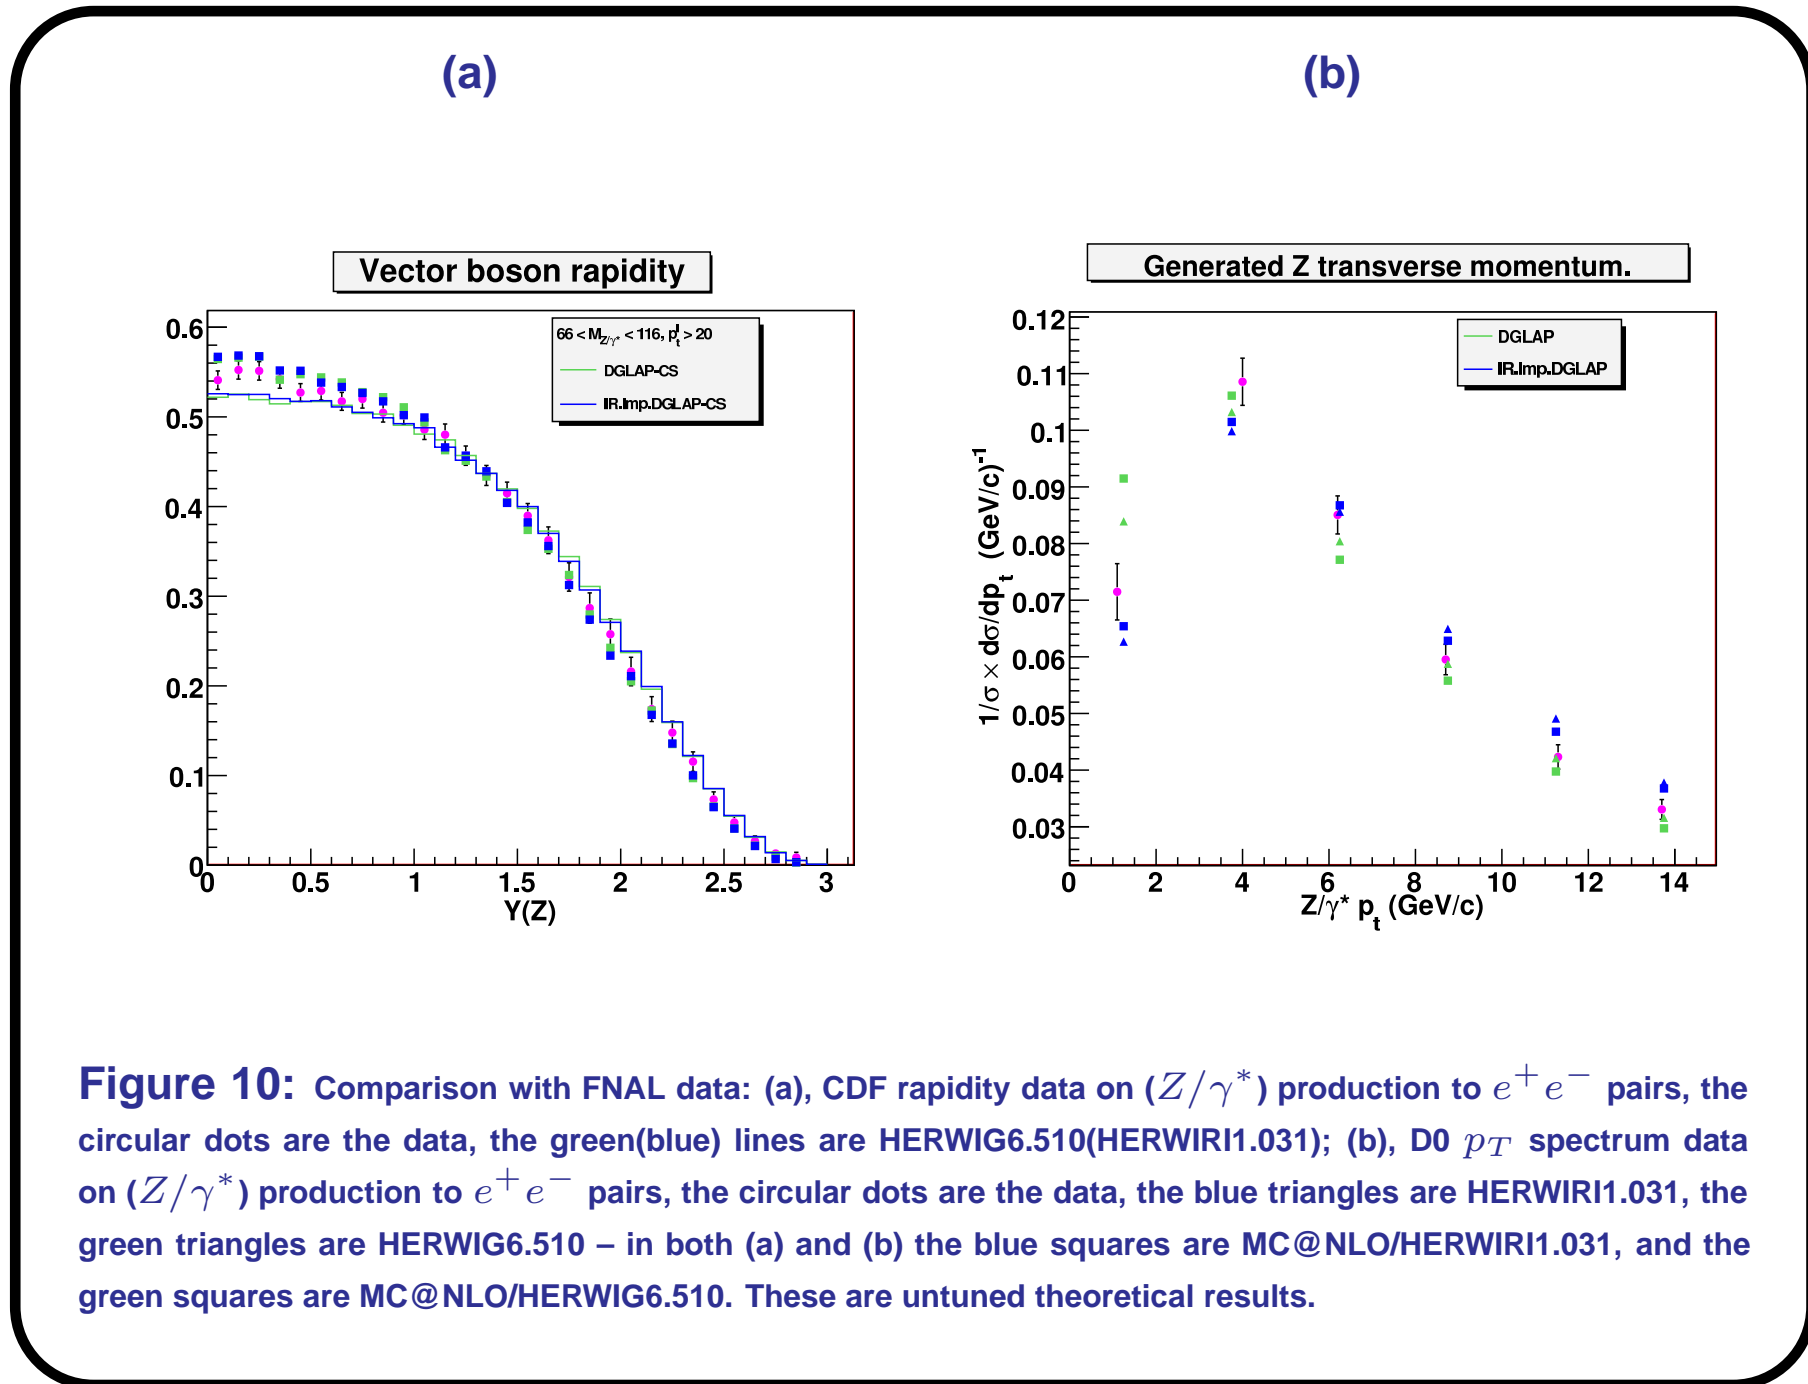 (a)
(b)
Vector boson rapidity
66 < M_{Z/γ*} < 116, p_t^l > 20
DGLAP-CS
IR.Imp.DGLAP-CS
0.6
0.5
0.4
0.3
0.2
0.1
0
0 0.5 1 1.5 2 2.5 3
Y(Z)
Generated Z transverse momentum.
DGLAP
IR.Imp.DGLAP
1/σ × dσ/dp_t (GeV/c)^{-1}
0.12
0.11
0.1
0.09
0.08
0.07
0.06
0.05
0.04
0.03
0 2 4 6 8 10 12 14
Z/γ* p_t (GeV/c)
Figure 10: Comparison with FNAL data: (a), CDF rapidity data on (Z/γ*) production to e⁺e⁻ pairs, the
circular dots are the data, the green(blue) lines are HERWIG6.510(HERWIRI1.031); (b), D0 p_T spectrum data
on (Z/γ*) production to e⁺e⁻ pairs, the circular dots are the data, the blue triangles are HERWIRI1.031, the
green triangles are HERWIG6.510 – in both (a) and (b) the blue squares are MC@NLO/HERWIRI1.031, and the
green squares are MC@NLO/HERWIG6.510. These are untuned theoretical results.